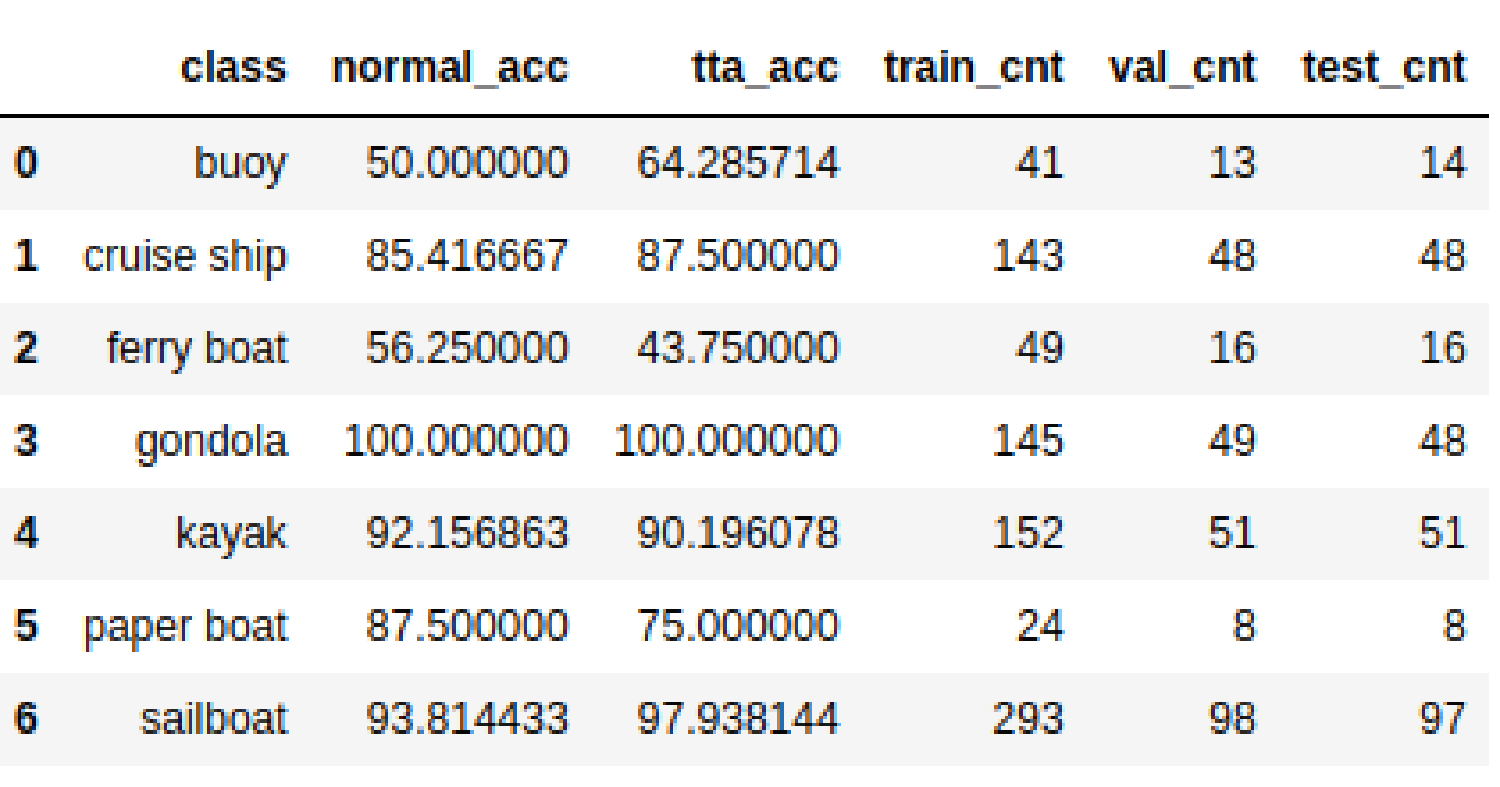 class normal_acc tta_acc train_cnt val_cnt test_cnt
0 buoy 50.000000 64.285714 41 13 14
1 cruise ship 85.416667 87.500000 143 48 48
2 ferry boat 56.250000 43.750000 49 16 16
3 gondola 100.000000 100.000000 145 49 48
4 kayak 92.156863 90.196078 152 51 51
5 paper boat 87.500000 75.000000 24 8 8
6 sailboat 93.814433 97.938144 293 98 97